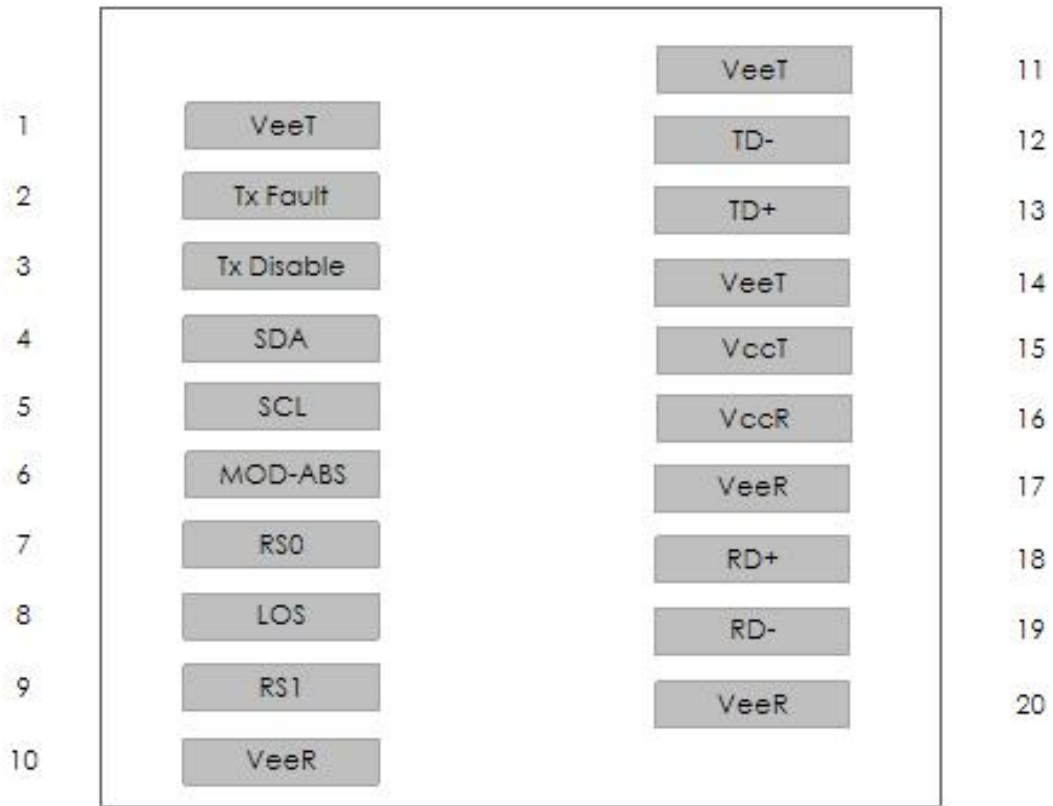 VeeT 11
1 VeeT
TD- 12
2 Tx Fault
TD+ 13
3 Tx Disable
VeeT 14
4 SDA
VccT 15
5 SCL
VccR 16
6 MOD-ABS
VeeR 17
7 RS0
RD+ 18
8 LOS
RD- 19
9 RS1
VeeR 20
10 VeeR